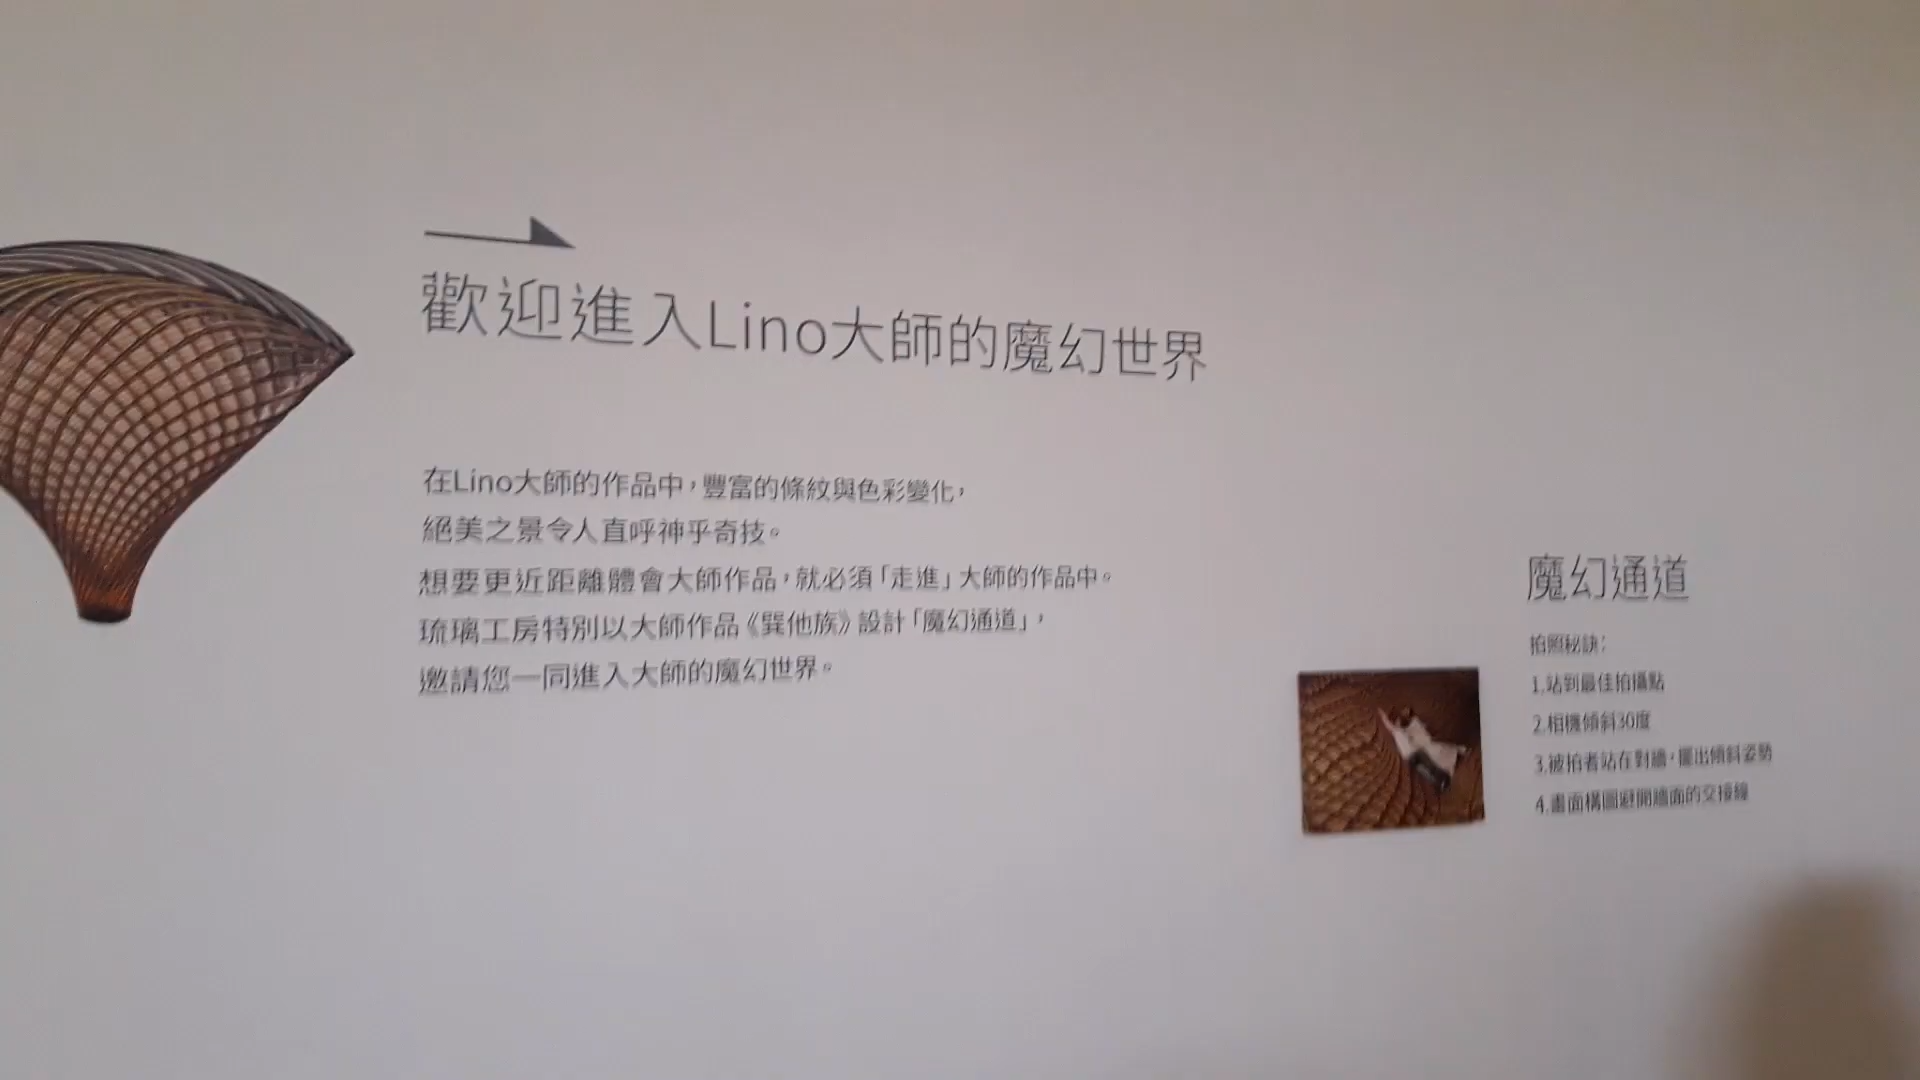 歡迎進入Lino大師的魔幻世界
在Lino大師的作品中，豐富的條紋與色彩變化，
絕美之景令人直呼神乎奇技。
想要更近距離體會大師作品，就必須「走進」大師的作品中。
琉璃工房特別以大師作品《巽他族》設計「魔幻通道」，
邀請您一同進入大師的魔幻世界。
魔幻通道
拍照秘訣：
1.站到最佳拍攝點
2.相機傾斜30度
3.被拍者站在對牆，擺出傾斜姿勢
4.畫面構圖避開牆面的交接線